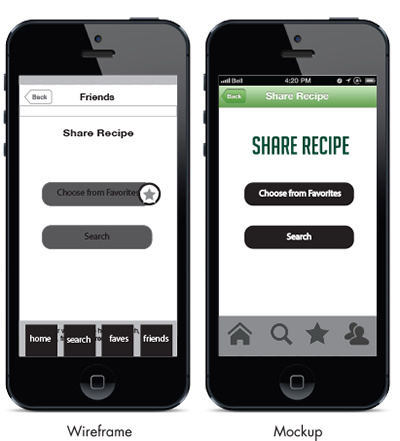 Back Friends
Share Recipe
Choose from Favorites
Search
home search faves friends
Wireframe
Bell 4:20 PM
Back Share Recipe
SHARE RECIPE
Choose from Favorites
Search
Mockup